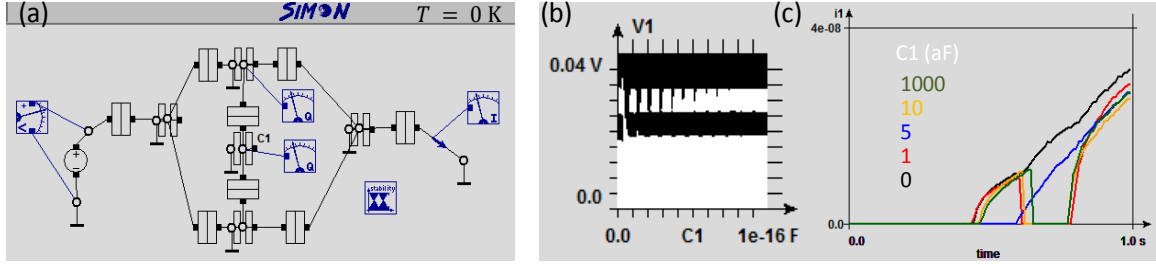 (a)
SIMON
T = 0 K
Q
C1
Q
I
V
+
stability
(b)
V1
0.04 V
0.0
0.0
C1
1e-16 F
(c)
i1
4e-08
C1 (aF)
1000
10
5
1
0
0.0
0.0
time
1.0 s